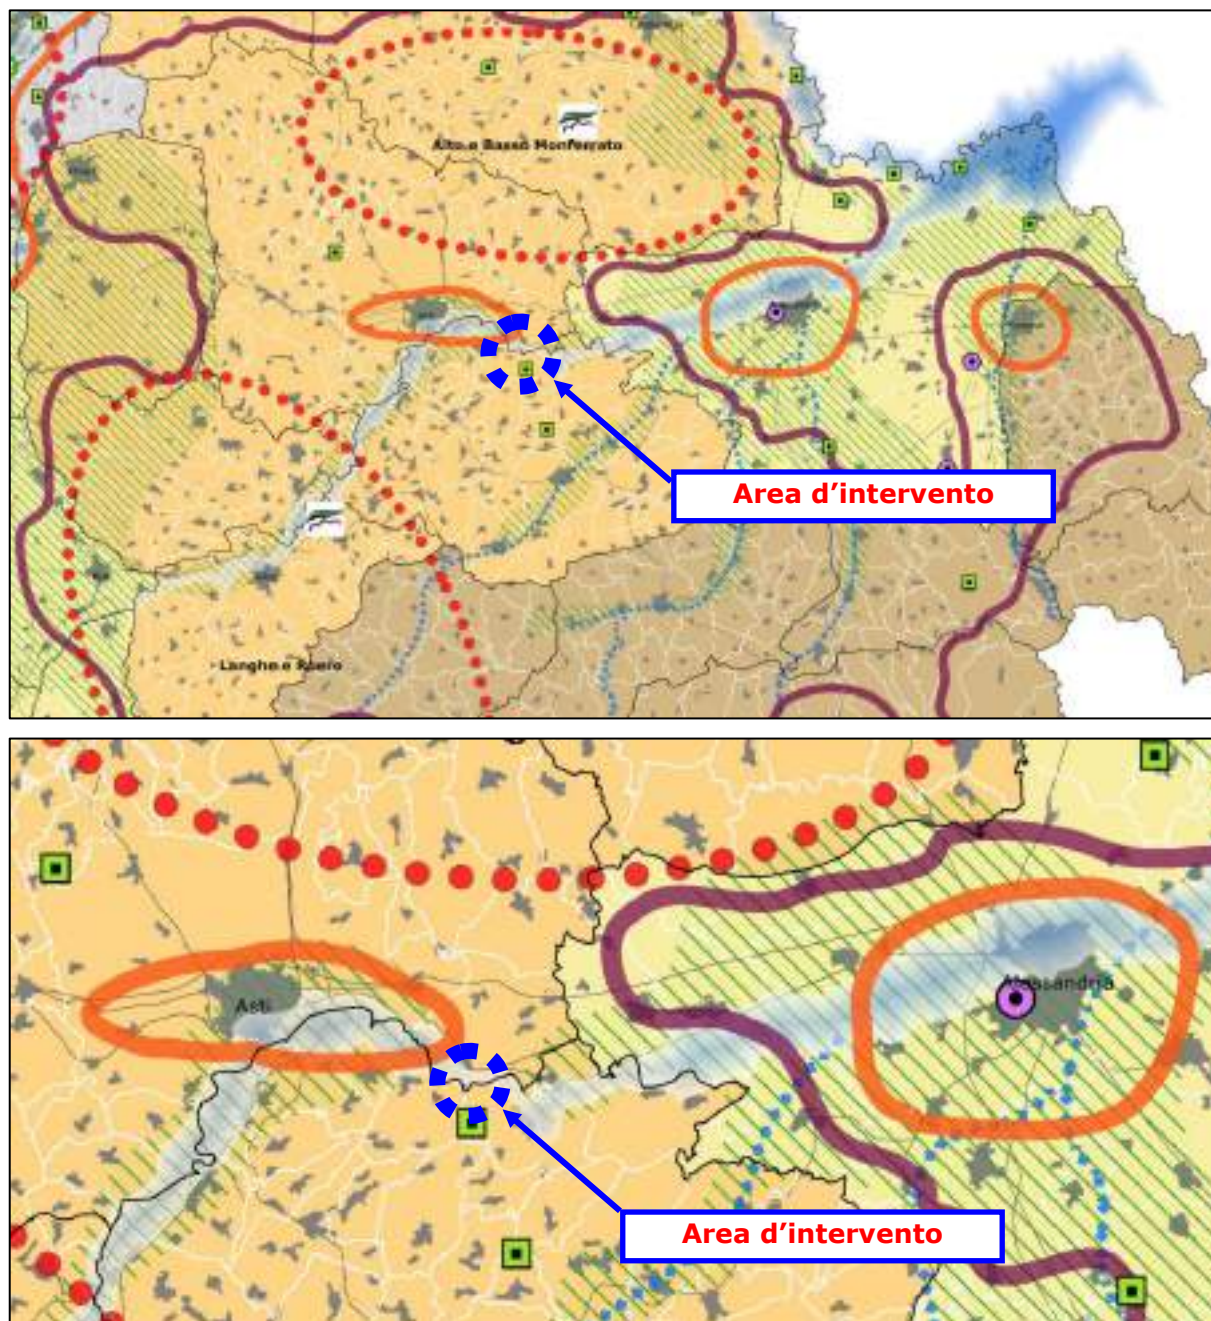 Alto e Basso Monferrato
Area d'intervento
Langhe e Roero
Asti
Alessandria
Area d'intervento